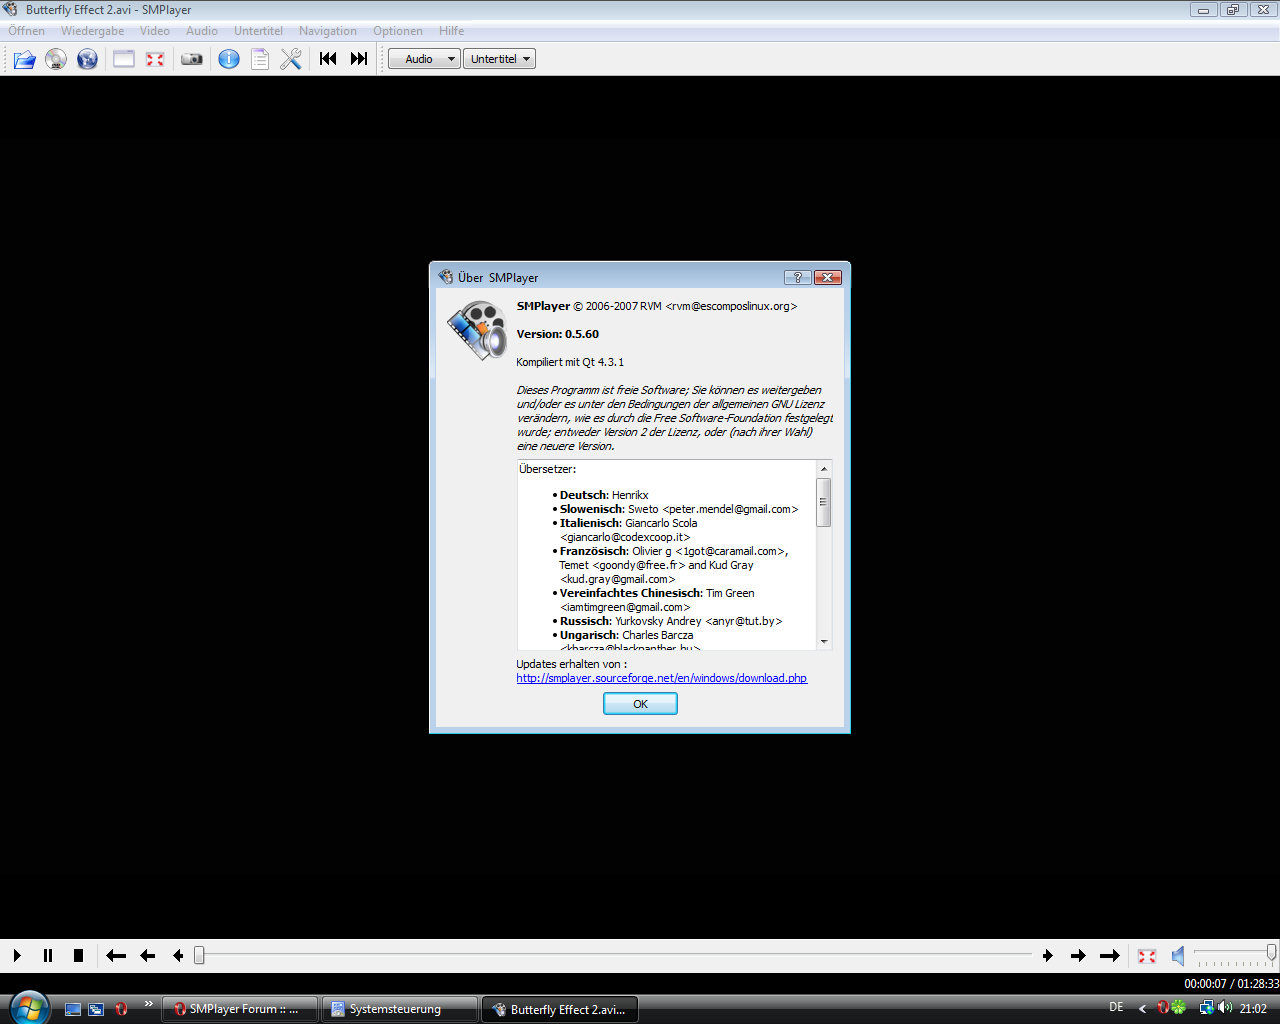 Butterfly Effect 2.avi - SMPlayer
Öffnen Wiedergabe Video Audio Untertitel Navigation Optionen Hilfe
Audio Untertitel
Über SMPlayer
SMPlayer © 2006-2007 RVM <rvm@escomposlinux.org>
Version: 0.5.60
Kompiliert mit Qt 4.3.1
Dieses Programm ist freie Software; Sie können es weitergeben
und/oder es unter den Bedingungen der allgemeinen GNU Lizenz
verändern, wie es durch die Free Software-Foundation festgelegt
wurde; entweder Version 2 der Lizenz, oder (nach ihrer Wahl)
eine neuere Version.
Übersetzer:
• Deutsch: Henrikx
• Slowenisch: Sweto <peter.mendel@gmail.com>
• Italienisch: Giancarlo Scola
<giancarlo@codexcoop.it>
• Französisch: Olivier g <1got@caramail.com>,
Temet <goondy@free.fr> and Kud Gray
<kud.gray@gmail.com>
• Vereinfachtes Chinesisch: Tim Green
<iamtimgreen@gmail.com>
• Russisch: Yurkovsky Andrey <anyr@tut.by>
• Ungarisch: Charles Barcza
<kbarcza@blackpanther.hu>
Updates erhalten von :
http://smplayer.sourceforge.net/en/windows/download.php
OK
00:00:07 / 01:28:33
SMPlayer Forum :: ... Systemsteuerung Butterfly Effect 2.avi... DE 21:02